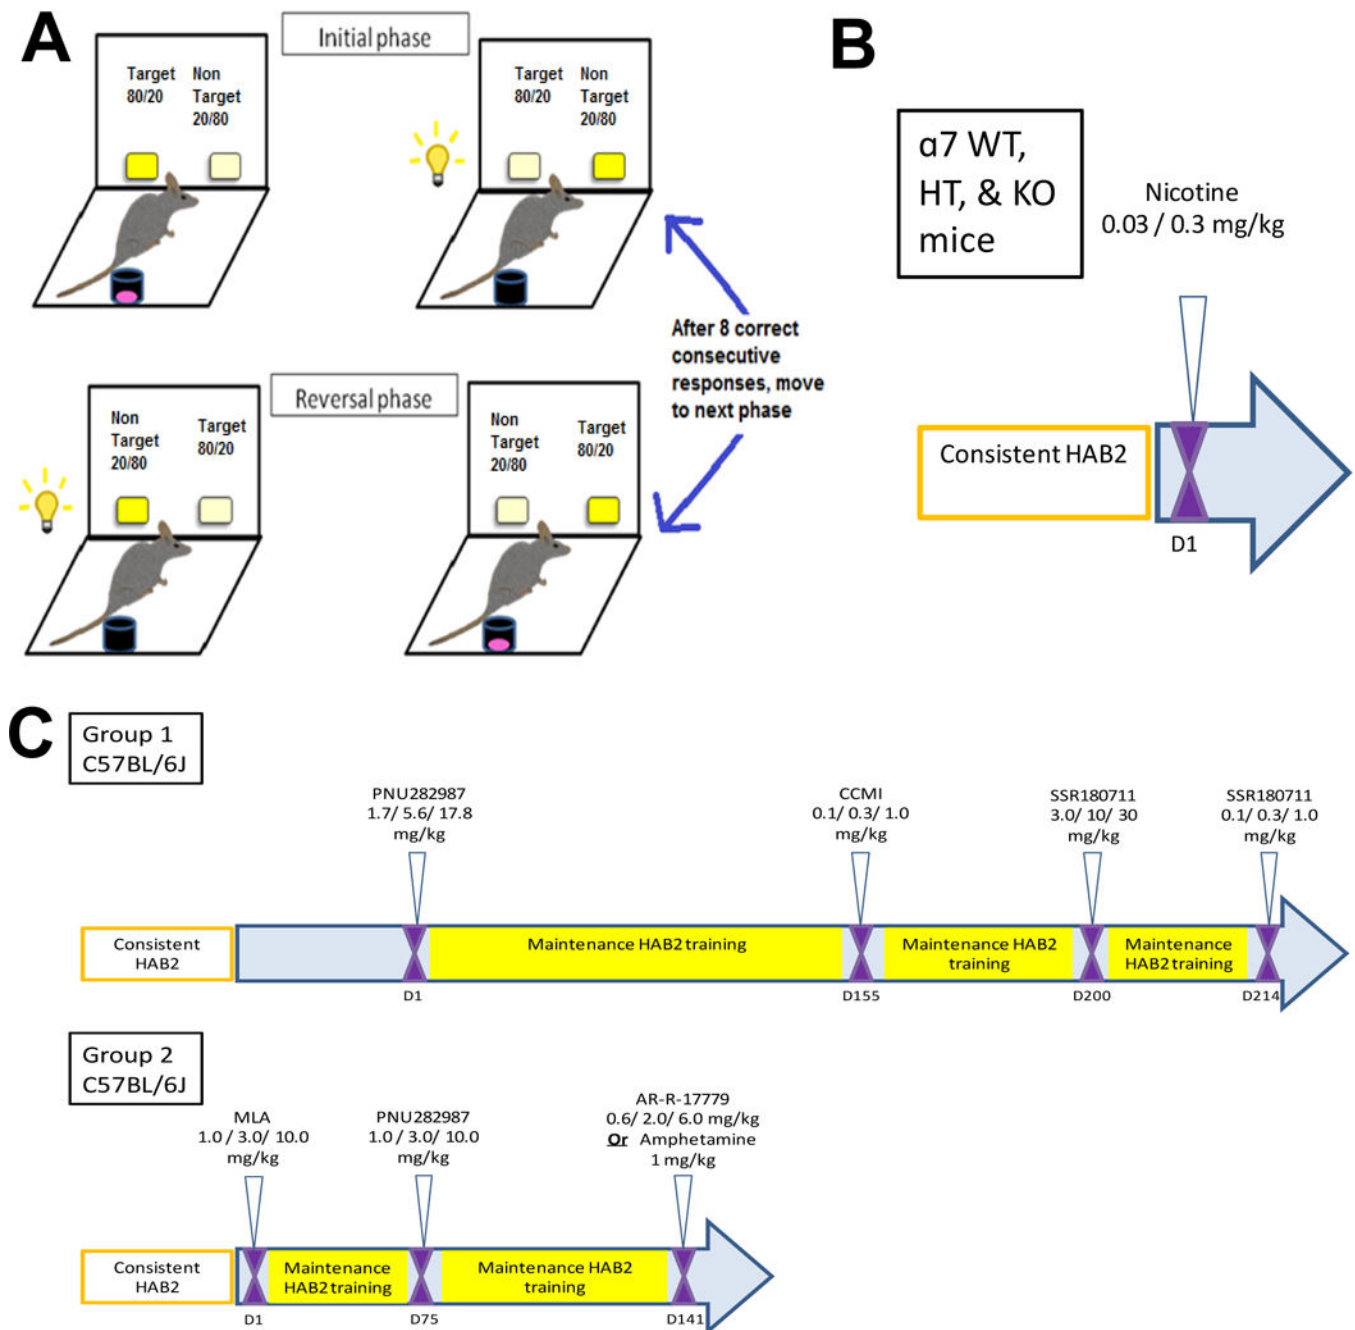 A
Initial phase
Target
80/20
Non
Target
20/80
Target
80/20
Non
Target
20/80
After 8 correct
consecutive
responses, move
to next phase
Reversal phase
Non
Target
20/80
Target
80/20
Non
Target
20/80
Target
80/20
B
α7 WT,
HT, & KO
mice
Nicotine
0.03 / 0.3 mg/kg
Consistent HAB2
D1
C
Group 1
C57BL/6J
PNU282987
1.7/ 5.6/ 17.8
mg/kg
CCMI
0.1/ 0.3/ 1.0
mg/kg
SSR180711
3.0/ 10/ 30
mg/kg
SSR180711
0.1/ 0.3/ 1.0
mg/kg
Consistent
HAB2
Maintenance HAB2 training
Maintenance HAB2
training
Maintenance
HAB2 training
D1
D155
D200
D214
Group 2
C57BL/6J
MLA
1.0 / 3.0/ 10.0
mg/kg
PNU282987
1.0/ 3.0/ 10.0
mg/kg
AR-R-17779
0.6/ 2.0/ 6.0 mg/kg
Or Amphetamine
1 mg/kg
Consistent
HAB2
Maintenance
HAB2 training
Maintenance HAB2
training
D1
D75
D141